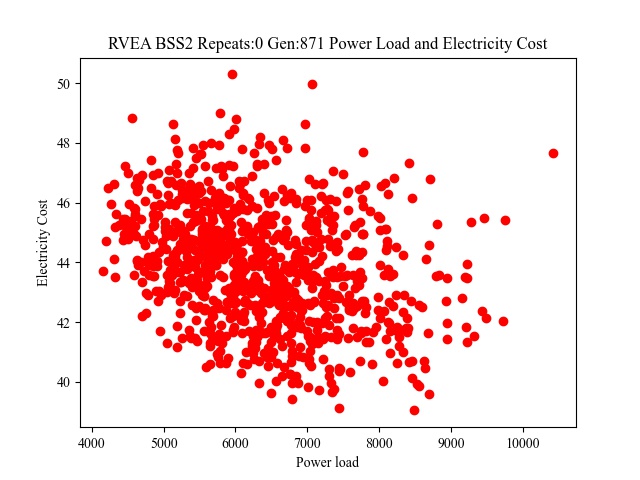 RVEA BSS2 Repeats:0 Gen:871 Power Load and Electricity Cost
50
48
46
44
42
40
Electricity Cost
4000 5000 6000 7000 8000 9000 10000
Power load